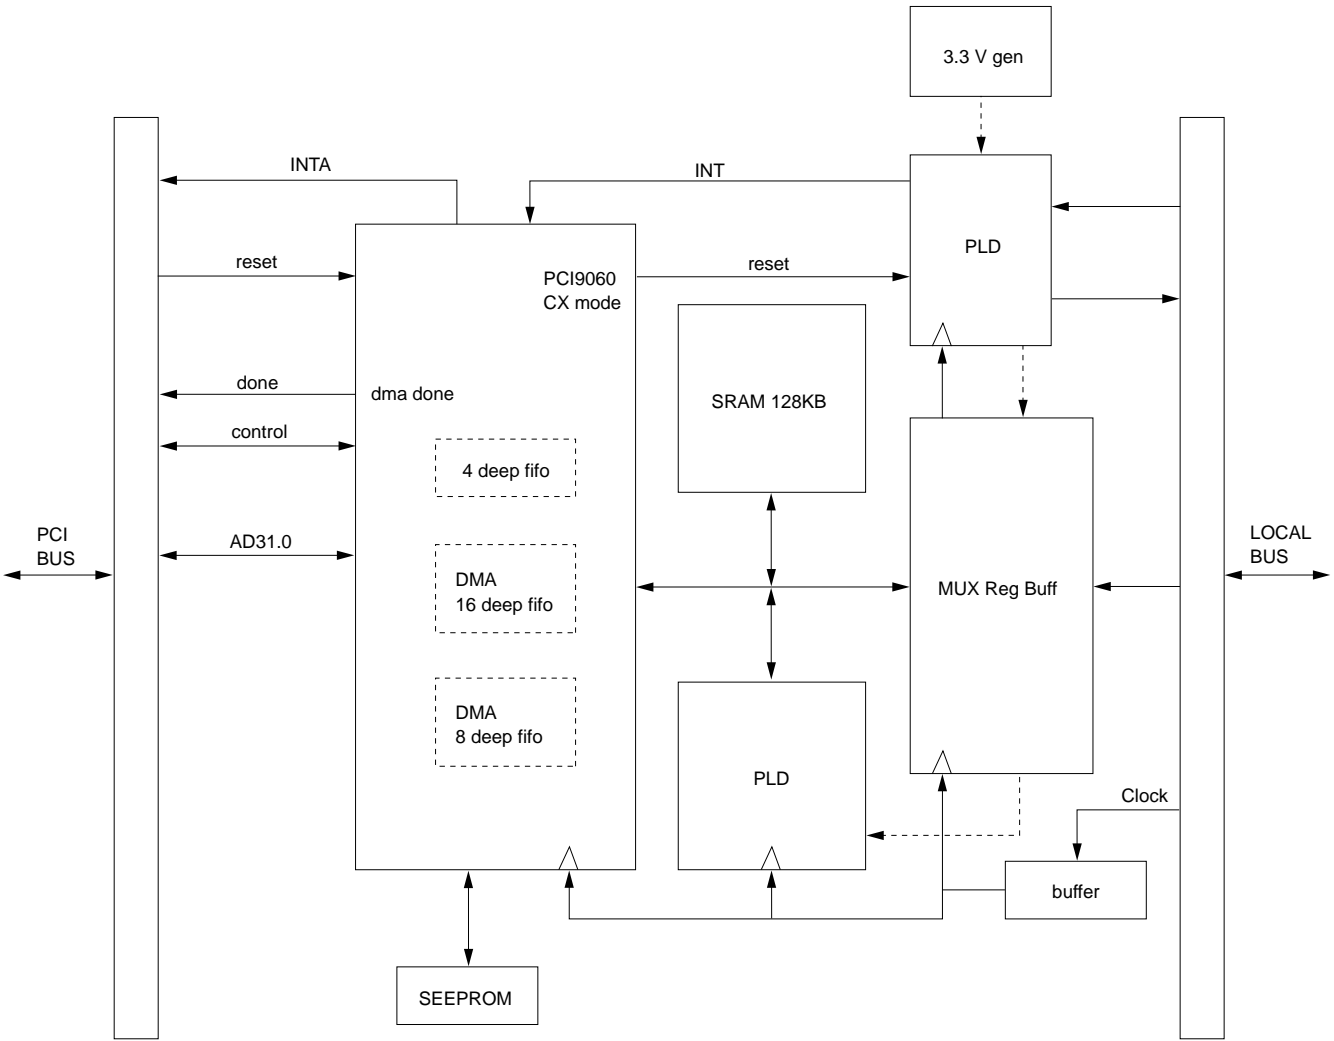 3.3 V gen
INTA
INT
PLD
reset
PCI9060
CX mode
reset
done
dma done
SRAM 128KB
control
4 deep fifo
PCI
BUS
AD31.0
LOCAL
BUS
DMA
16 deep fifo
MUX Reg Buff
DMA
8 deep fifo
PLD
Clock
buffer
SEEPROM